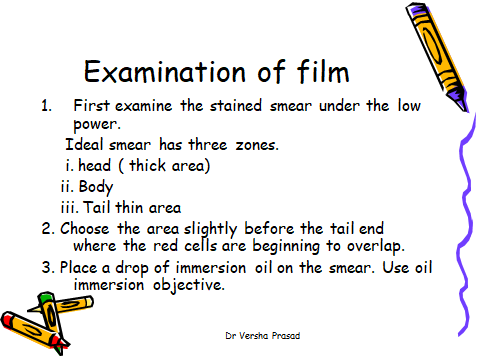 Examination of film
1. First examine the stained smear under the low
power.
Ideal smear has three zones.
i. head ( thick area)
ii. Body
iii. Tail thin area
2. Choose the area slightly before the tail end
where the red cells are beginning to overlap.
3. Place a drop of immersion oil on the smear. Use oil
immersion objective.
Dr Versha Prasad